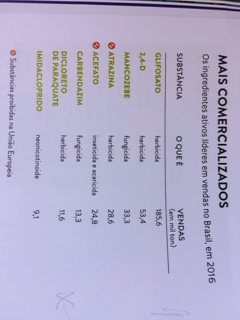 MAIS COMERCIALIZADOS
Os ingredientes ativos líderes em vendas no Brasil, em 2016
SUBSTÂNCIA O QUE É VENDAS
(em mil ton)
GLIFOSATO herbicida 185,6
2,4-D herbicida 53,4
MANCOZEBE fungicida 33,3
ATRAZINA herbicida 28,6
ACEFATO inseticida e acaricida 24,8
CARBENDAZIM fungicida 13,3
DICLORETO
DE PARAQUATE herbicida 11,6
IMIDACLOPRIDO neonicotinoide 9,1
Substâncias proibidas na União Europeia